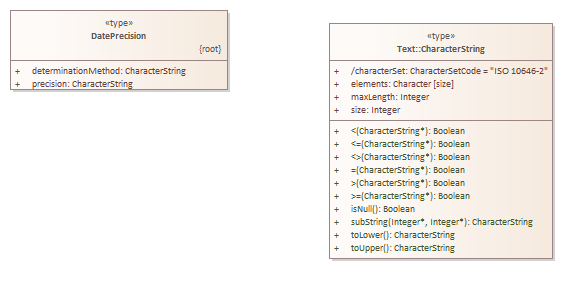 «type»
DatePrecision
{root}
+ determinationMethod: CharacterString
+ precision: CharacterString
«type»
Text::CharacterString
+ /characterSet: CharacterSetCode = "ISO 10646-2"
+ elements: Character [size]
+ maxLength: Integer
+ size: Integer
+ <(CharacterString*): Boolean
+ <=(CharacterString*): Boolean
+ <>(CharacterString*): Boolean
+ =(CharacterString*): Boolean
+ >(CharacterString*): Boolean
+ >=(CharacterString*): Boolean
+ isNull(): Boolean
+ subString(Integer*, Integer*): CharacterString
+ toLower(): CharacterString
+ toUpper(): CharacterString